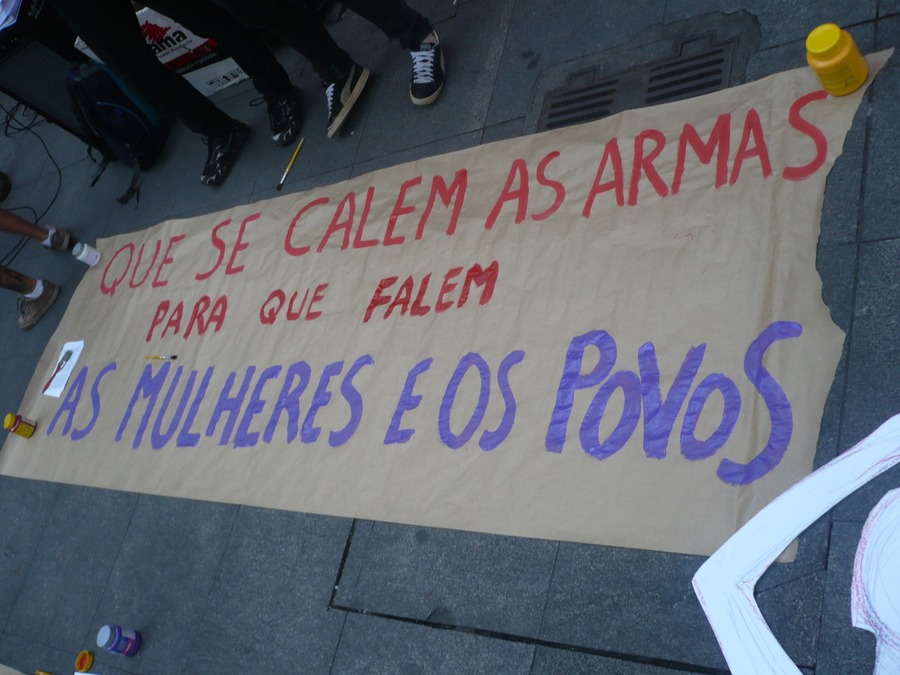 QUE SE CALEM AS ARMAS
PARA QUE FALEM
AS MULHERES E OS POVOS